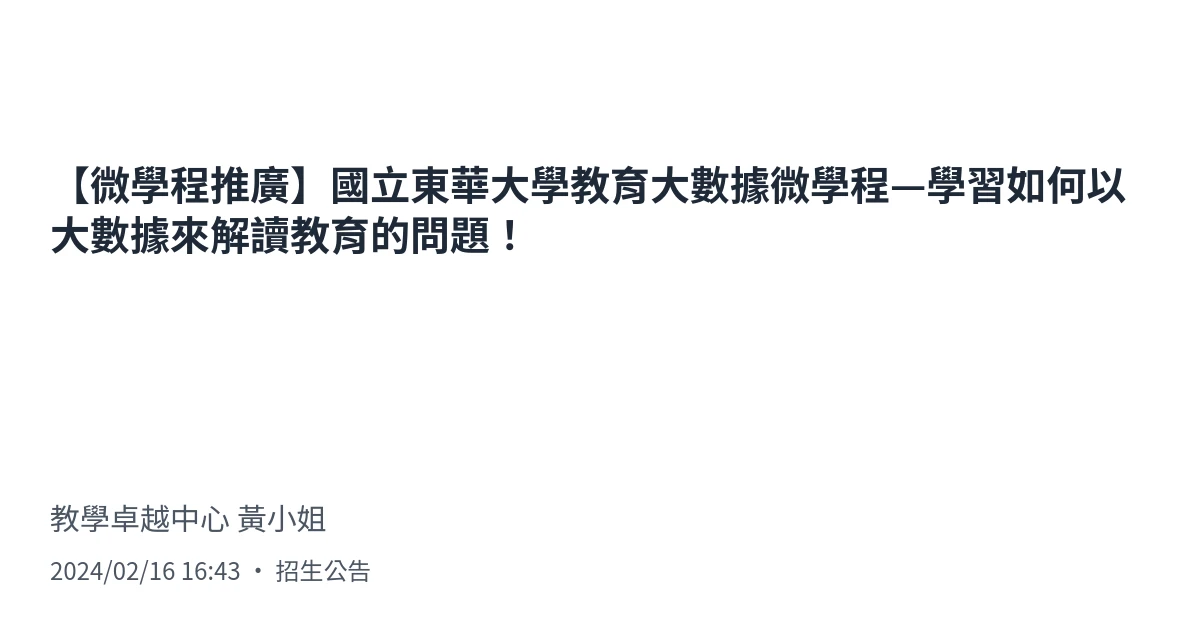 【微學程推廣】國立東華大學教育大數據微學程—學習如何以
大數據來解讀教育的問題！
教學卓越中心 黃小姐
2024/02/16 16:43 • 招生公告